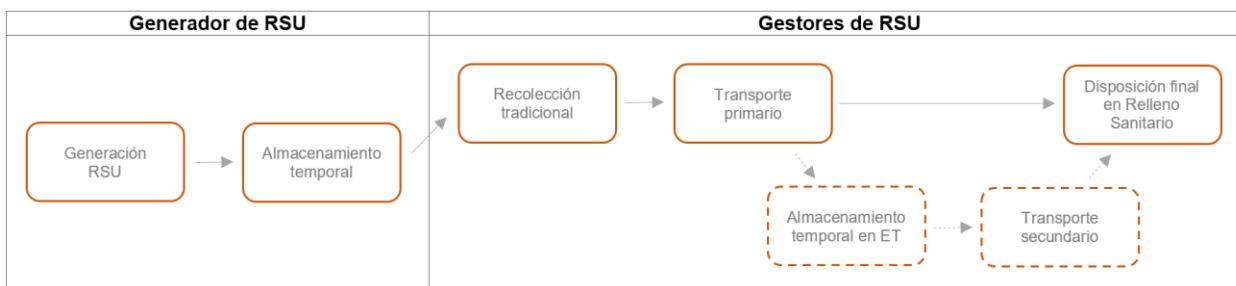 Generador de RSU
Gestores de RSU
Generación
RSU
Almacenamiento
temporal
Recolección
tradicional
Transporte
primario
Disposición final
en Relleno
Sanitario
Almacenamiento
temporal en ET
Transporte
secundario